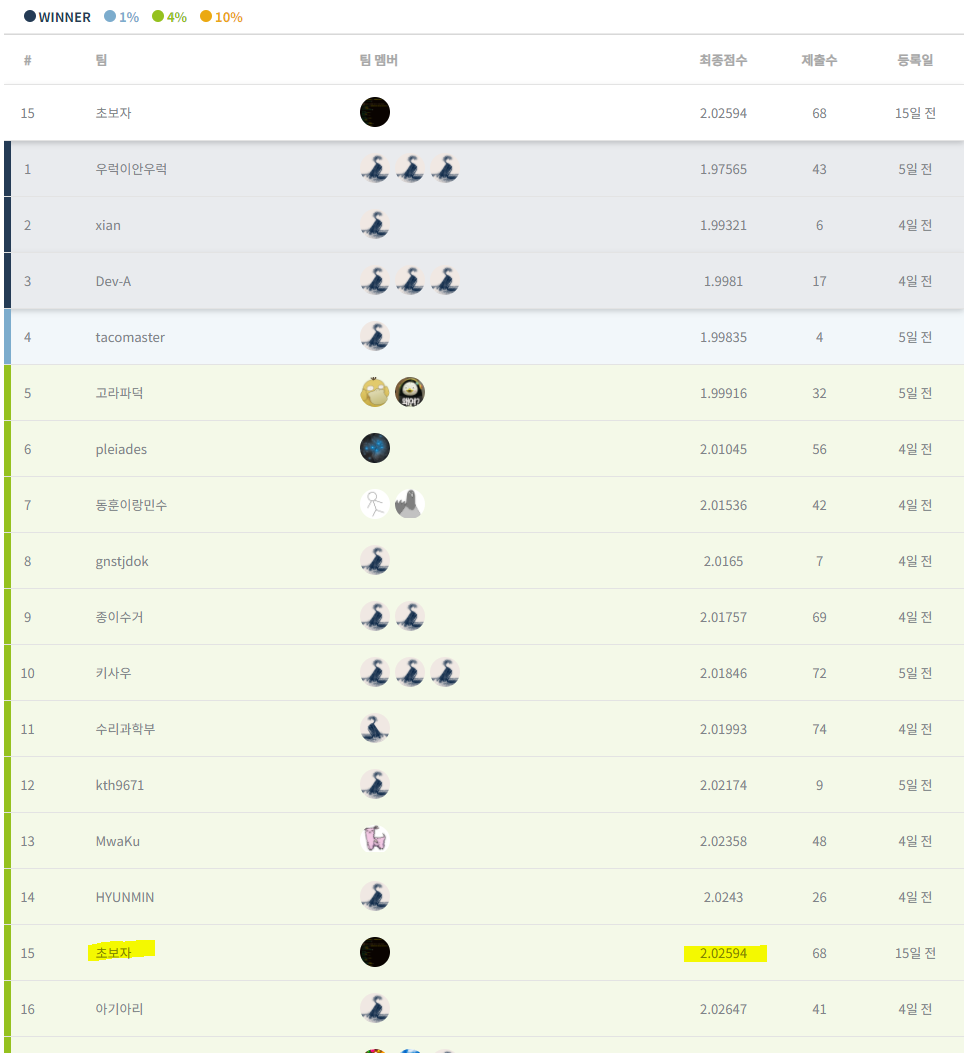 WINNER 1% 4% 10%
# 팀 팀 멤버 최종점수 제출수 등록일
15 초보자 2.02594 68 15일 전
1 우럭이안우럭 1.97565 43 5일 전
2 xian 1.99321 6 4일 전
3 Dev-A 1.9981 17 4일 전
4 tacomaster 1.99835 4 5일 전
5 고라파덕 1.99916 32 5일 전
6 pleiades 2.01045 56 4일 전
7 동훈이랑민수 2.01536 42 4일 전
8 gnstjdok 2.0165 7 4일 전
9 종이수거 2.01757 69 4일 전
10 키사우 2.01846 72 5일 전
11 수리과학부 2.01993 74 4일 전
12 kth9671 2.02174 9 5일 전
13 MwaKu 2.02358 48 4일 전
14 HYUNMIN 2.0243 26 4일 전
15 초보자 2.02594 68 15일 전
16 아기아리 2.02647 41 4일 전